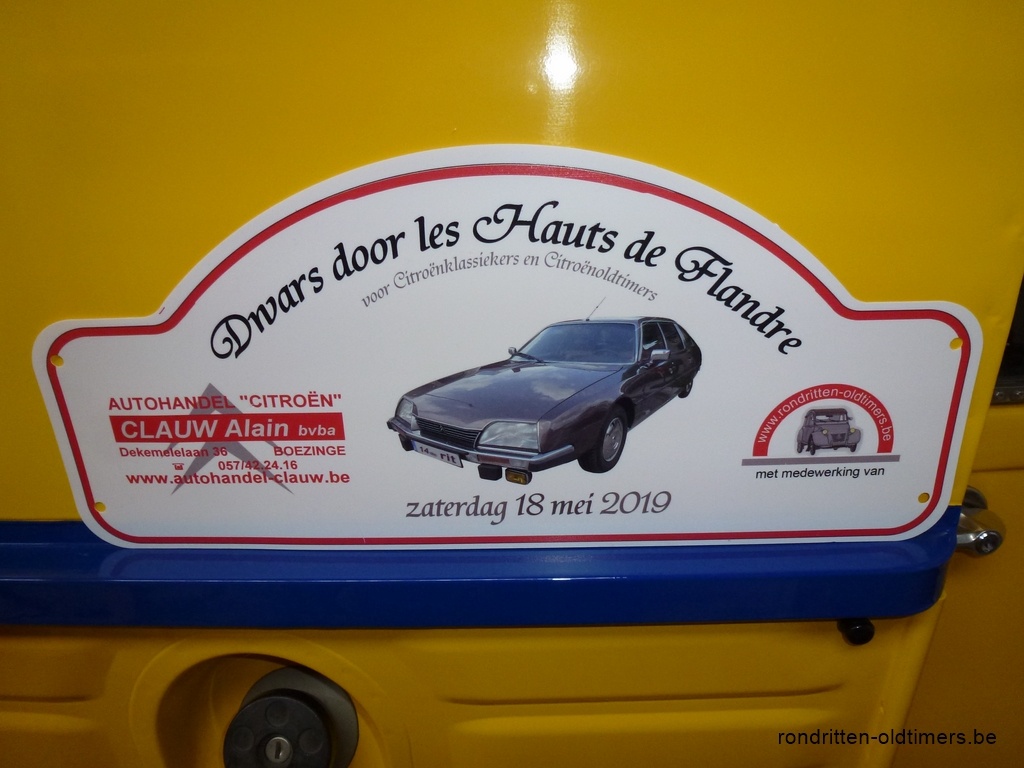 Dwars door les Hauts de Flandre
voor Citroënklassiekers en Citroënoldtimers
AUTOHANDEL "CITROËN"
CLAUW Alain bvba
Dekemelelaan 36 BOEZINGE
057/42.24.16
www.autohandel-clauw.be
14de rit
www.rondritten-oldtimers.be
met medewerking van
zaterdag 18 mei 2019
rondritten-oldtimers.be